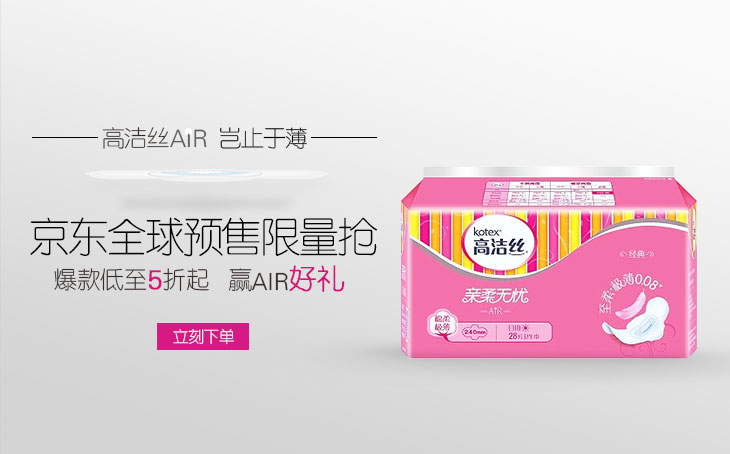 高洁丝AiR 岂止于薄
京东全球预售限量抢
爆款低至5折起 赢AIR好礼
立刻下单
kotex
高洁丝
经典
亲柔无忧
AIR
至柔·极薄0.08
棉柔
极薄
240mm
日用
28片卫生巾